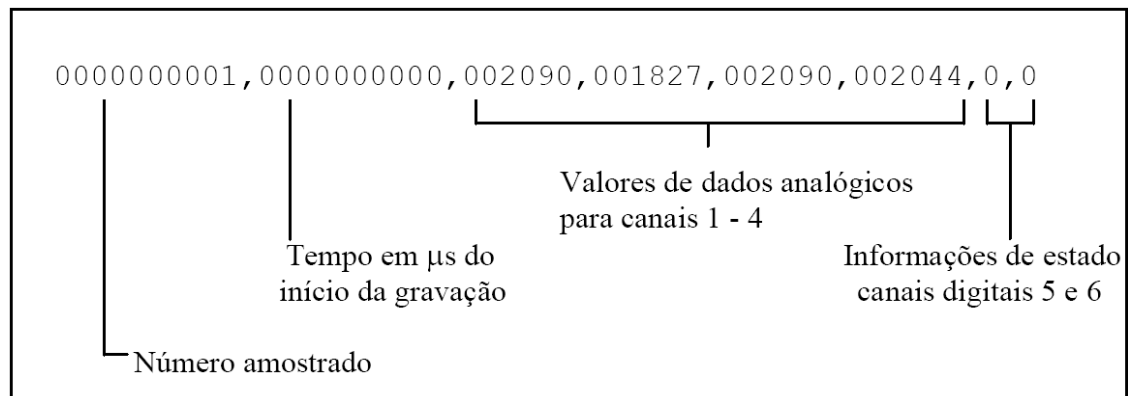 0000000001,0000000000,002090,001827,002090,002044,0,0
Valores de dados analógicos
para canais 1 - 4
Tempo em μs do
início da gravação
Informações de estado
canais digitais 5 e 6
Número amostrado